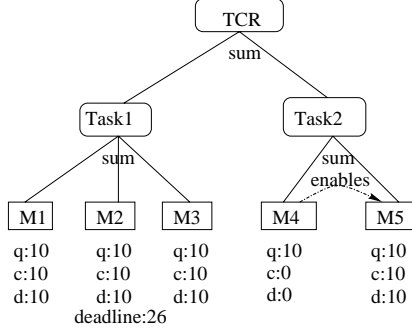 TCR
sum
Task1 Task2
sum sum
enables
M1 M2 M3 M4 M5
q:10 q:10 q:10 q:10 q:10
c:10 c:10 c:10 c:0 c:10
d:10 d:10 d:10 d:0 d:10
deadline:26